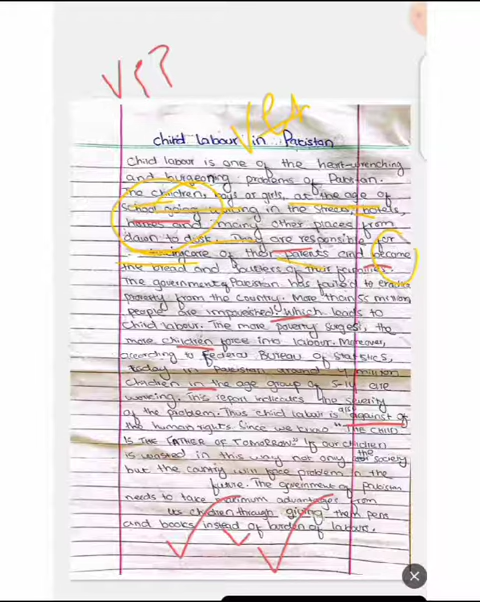 VG?
child labour in Pakistan
Child labour is one of the heart-wrenching
and burgeoning problems of Pakistan.
The children, boys or girls, at the age of
school going in the streets, hotels,
and many other places from
dawn to dusk. They are responsible for
of their parents and become
the bread and butters of their families.
The government Pakistan has failed to
poverty from the country. More than 55 million
people are impoverished. Which leads to
child labour. The more poverty surges, the
more children force into labour. Moreover,
according to Federal Bureau of Statistics,
today in Pakistan around 4 million
children in the age group of 5-14 are
working. This report indicates the severity
of the problem. Thus child labour is also against of
the human rights. Since we know "THE CHILD
IS THE FATHER OF TOMORROW." If our children
is wasted in this way not only the society
but the country will face problem in the
future. The government of Pakistan
needs to take maximum advantages from
its children through giving them pens
and books instead of burden of labour.